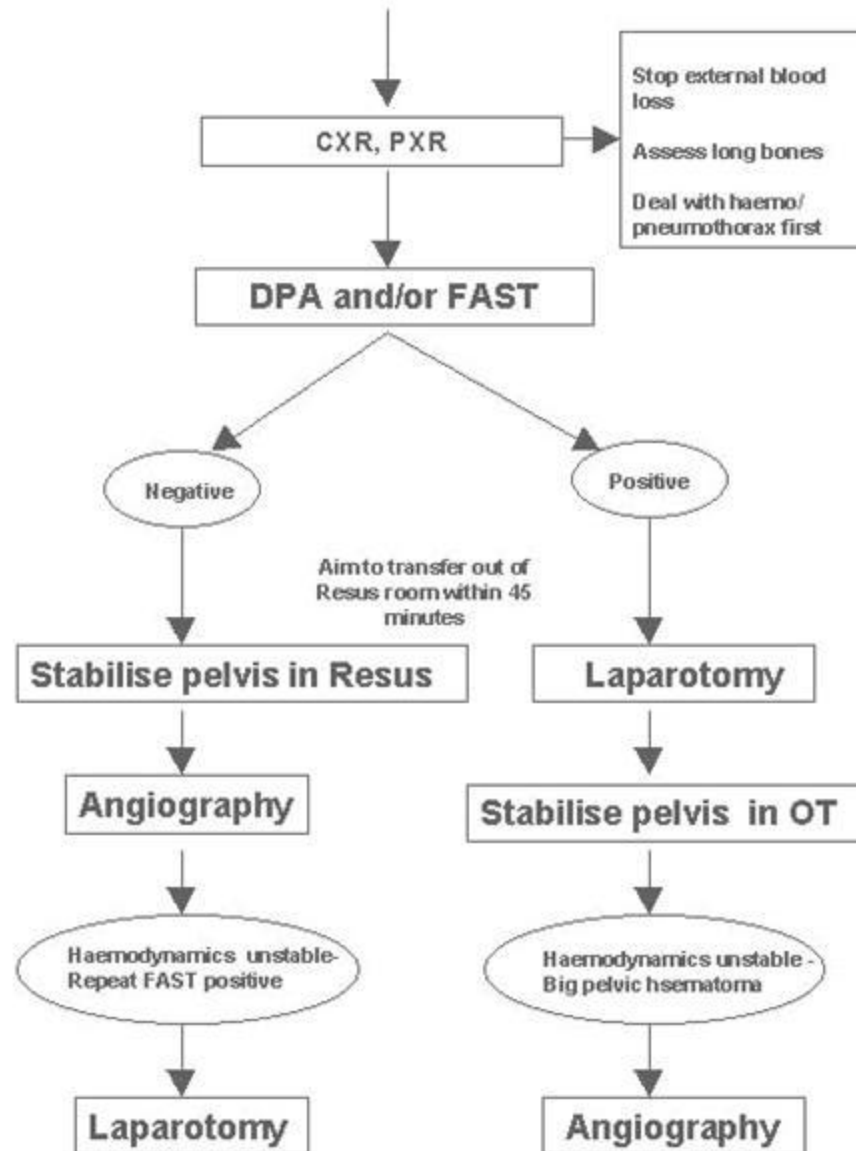 CXR, PXR
Stop external blood
loss
Assess long bones
Deal with haemo/
pneumothorax first
DPA and/or FAST
Negative
Positive
Aim to transfer out of
Resus room within 45
minutes
Stabilise pelvis in Resus
Laparotomy
Angiography
Stabilise pelvis in OT
Haemodynamics unstable-
Repeat FAST positive
Haemodynamics unstable -
Big pelvic hsematoma
Laparotomy
Angiography